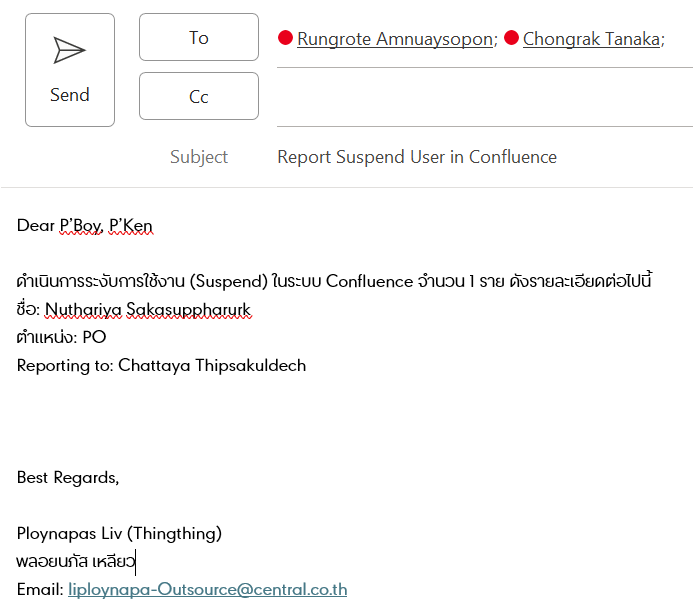 Send
To
Rungrote Amnuaysopon; Chongrak Tanaka;
Cc
Subject
Report Suspend User in Confluence
Dear P’Boy, P’Ken
ดำเนินการระงับการใช้งาน (Suspend) ในระบบ Confluence จำนวน 1 ราย ดังรายละเอียดต่อไปนี้
ชื่อ: Nuthariya Sakasuppharurk
ตำแหน่ง: PO
Reporting to: Chattaya Thipsakuldech
Best Regards,
Ploynapas Liv (Thingthing)
พลอยนภัส เหลียว
Email: liploynapa-Outsource@central.co.th